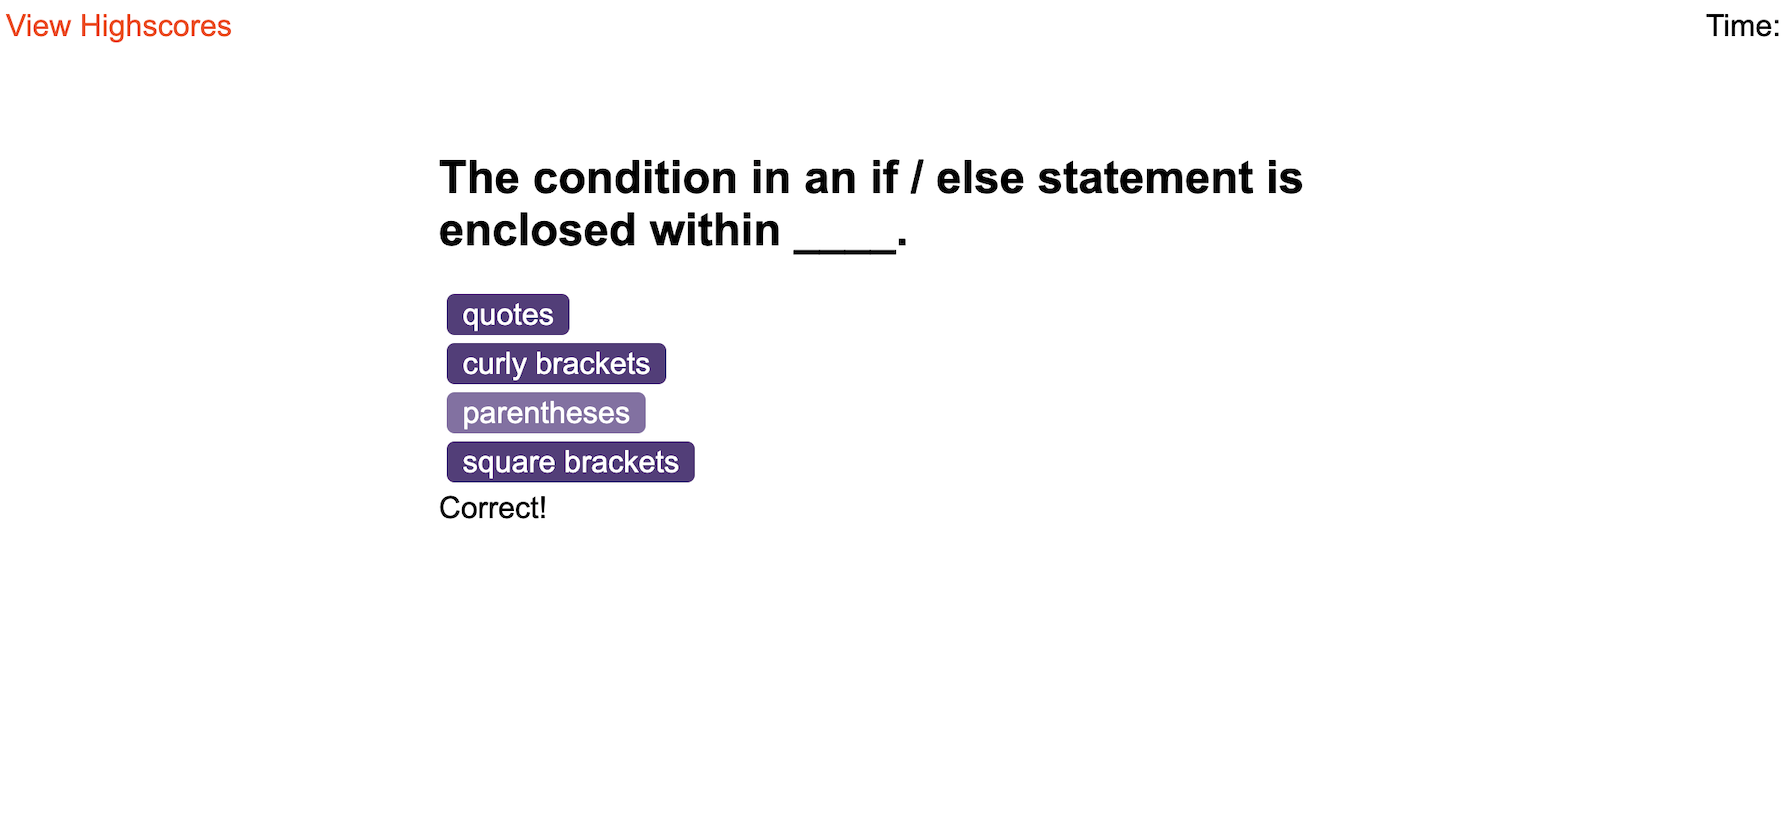 View Highscores
Time:
The condition in an if / else statement is
enclosed within ____.
quotes
curly brackets
parentheses
square brackets
Correct!